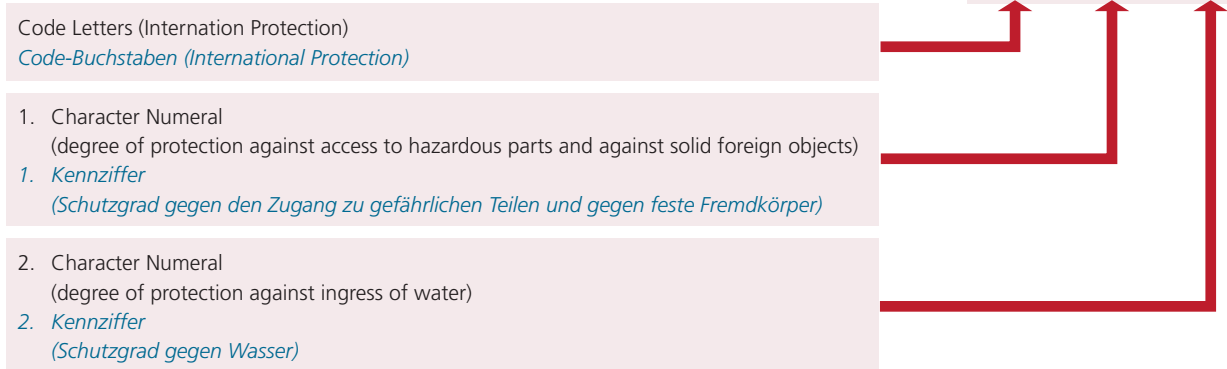 Code Letters (Internation Protection)
Code-Buchstaben (International Protection)
1. Character Numeral
(degree of protection against access to hazardous parts and against solid foreign objects)
1. Kennziffer
(Schutzgrad gegen den Zugang zu gefährlichen Teilen und gegen feste Fremdkörper)
2. Character Numeral
(degree of protection against ingress of water)
2. Kennziffer
(Schutzgrad gegen Wasser)